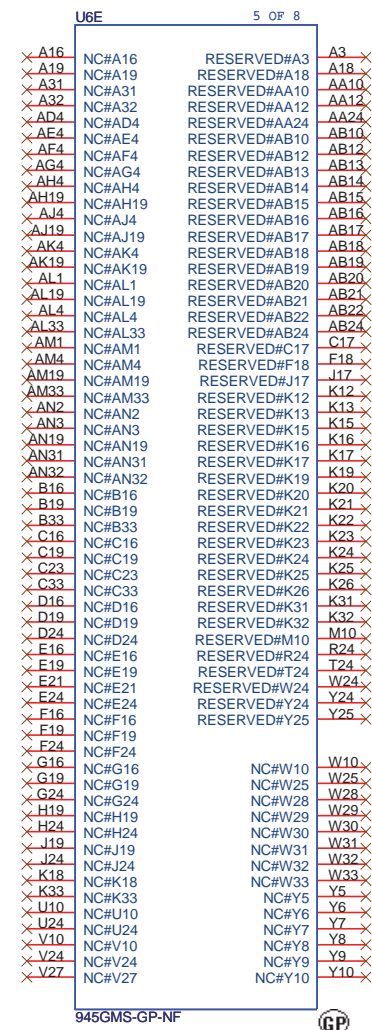 U6E 5 OF 8
A16 NC#A16 RESERVED#A3 A3
A19 NC#A19 RESERVED#A18 A18
A31 NC#A31 RESERVED#AA10 AA10
A32 NC#A32 RESERVED#AA12 AA12
AD4 NC#AD4 RESERVED#AA24 AA24
AE4 NC#AE4 RESERVED#AB10 AB10
AF4 NC#AF4 RESERVED#AB12 AB12
AG4 NC#AG4 RESERVED#AB13 AB13
AH4 NC#AH4 RESERVED#AB14 AB14
AH19 NC#AH19 RESERVED#AB15 AB15
AJ4 NC#AJ4 RESERVED#AB16 AB16
AJ19 NC#AJ19 RESERVED#AB17 AB17
AK4 NC#AK4 RESERVED#AB18 AB18
AK19 NC#AK19 RESERVED#AB19 AB19
AL1 NC#AL1 RESERVED#AB20 AB20
AL19 NC#AL19 RESERVED#AB21 AB21
AL4 NC#AL4 RESERVED#AB22 AB22
AL33 NC#AL33 RESERVED#AB24 AB24
AM1 NC#AM1 RESERVED#C17 C17
AM4 NC#AM4 RESERVED#F18 F18
AM19 NC#AM19 RESERVED#J17 J17
AM33 NC#AM33 RESERVED#K12 K12
AN2 NC#AN2 RESERVED#K13 K13
AN3 NC#AN3 RESERVED#K15 K15
AN19 NC#AN19 RESERVED#K16 K16
AN31 NC#AN31 RESERVED#K17 K17
AN32 NC#AN32 RESERVED#K19 K19
B16 NC#B16 RESERVED#K20 K20
B19 NC#B19 RESERVED#K21 K21
B33 NC#B33 RESERVED#K22 K22
C16 NC#C16 RESERVED#K23 K23
C19 NC#C19 RESERVED#K24 K24
C23 NC#C23 RESERVED#K25 K25
C33 NC#C33 RESERVED#K26 K26
D16 NC#D16 RESERVED#K31 K31
D19 NC#D19 RESERVED#K32 K32
D24 NC#D24 RESERVED#M10 M10
E16 NC#E16 RESERVED#R24 R24
E19 NC#E19 RESERVED#T24 T24
E21 NC#E21 RESERVED#W24 W24
E24 NC#E24 RESERVED#Y24 Y24
F16 NC#F16 RESERVED#Y25 Y25
F19 NC#F19
F24 NC#F24
G16 NC#G16 NC#W10 W10
G19 NC#G19 NC#W25 W25
G24 NC#G24 NC#W28 W28
H19 NC#H19 NC#W29 W29
H24 NC#H24 NC#W30 W30
J19 NC#J19 NC#W31 W31
J24 NC#J24 NC#W32 W32
K18 NC#K18 NC#W33 W33
K33 NC#K33 NC#Y5 Y5
U10 NC#U10 NC#Y6 Y6
U24 NC#U24 NC#Y7 Y7
V10 NC#V10 NC#Y8 Y8
V24 NC#V24 NC#Y9 Y9
V27 NC#V27 NC#Y10 Y10
945GMS-GP-NF
GP